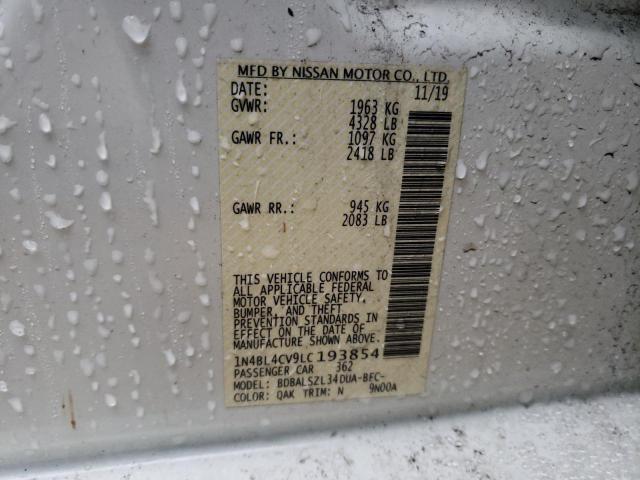 MFD BY NISSAN MOTOR CO., LTD.
DATE: 11/19
GVWR: 1963 KG
4328 LB
GAWR FR.: 1097 KG
2418 LB
GAWR RR.: 945 KG
2083 LB
THIS VEHICLE CONFORMS TO
ALL APPLICABLE FEDERAL
MOTOR VEHICLE SAFETY,
BUMPER, AND THEFT
PREVENTION STANDARDS IN
EFFECT ON THE DATE OF
MANUFACTURE SHOWN ABOVE.
1N4BL4CV9LC193854
PASSENGER CAR 362
MODEL: BDBALSZL34DUA-BFC-
COLOR: QAK TRIM: N 9N00A